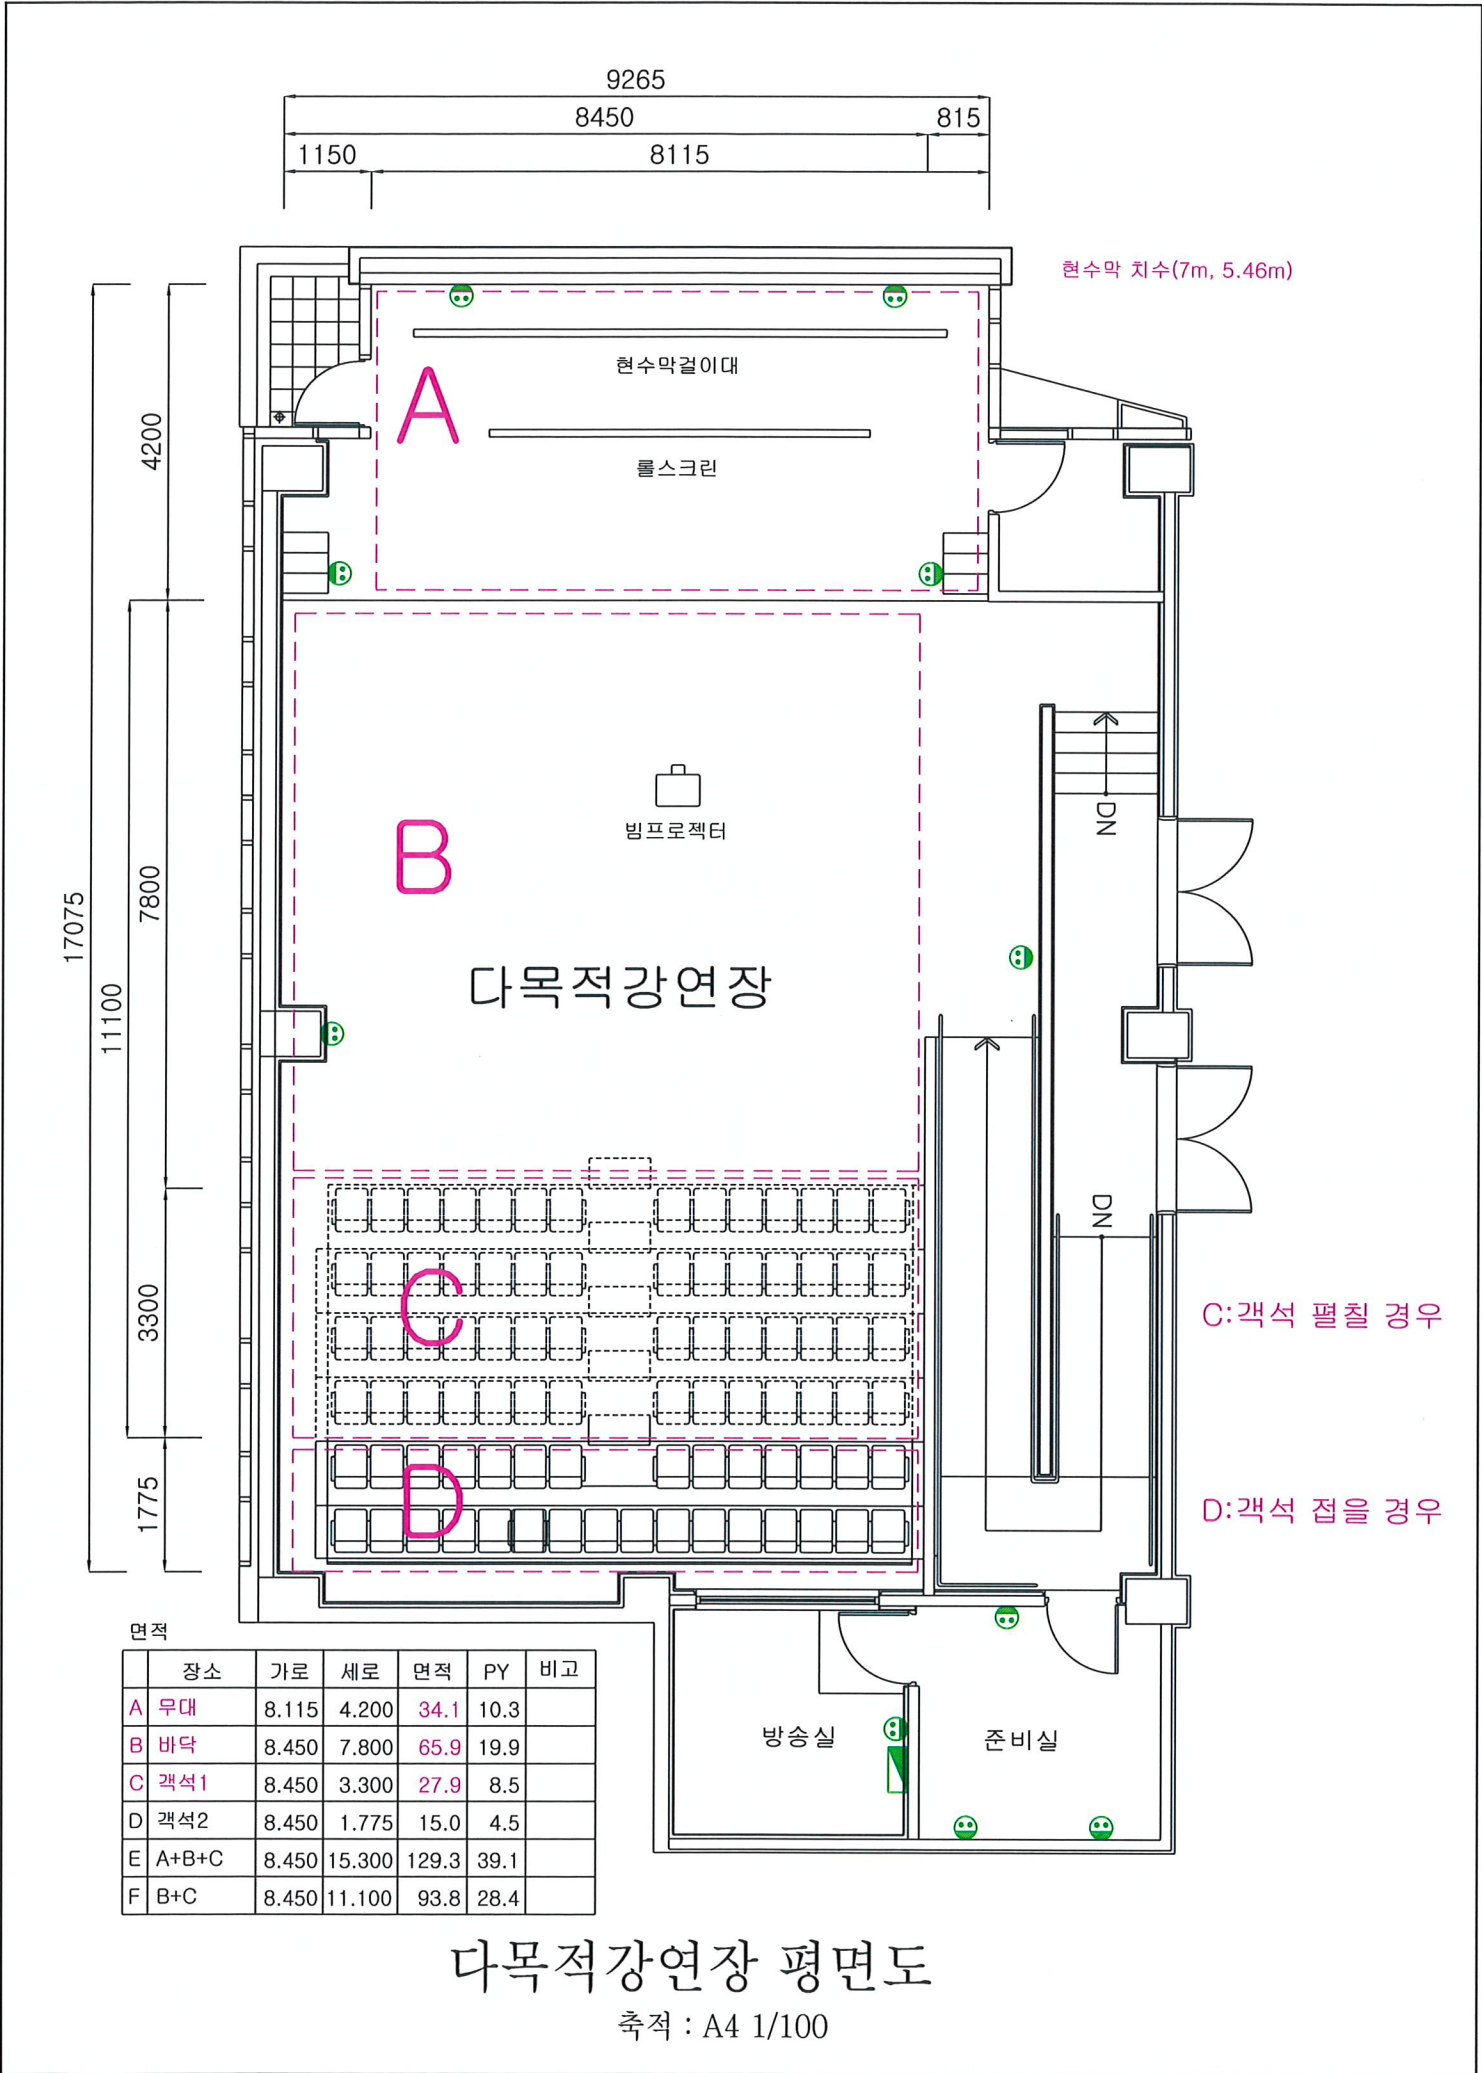 9265
8450 815
1150 8115
현수막 치수(7m, 5.46m)
현수막걸이대
A
4200
롤스크린
빔프로젝터
DN
B
7800
17075
다목적강연장
11100
DN
C
3300
C:객석 펼칠 경우
D
1775
D:객석 접을 경우
면적
장소 가로 세로 면적 PY 비고
A 무대 8.115 4.200 34.1 10.3
B 바닥 8.450 7.800 65.9 19.9
C 객석1 8.450 3.300 27.9 8.5
D 객석2 8.450 1.775 15.0 4.5
E A+B+C 8.450 15.300 129.3 39.1
F B+C 8.450 11.100 93.8 28.4
방송실
준비실
다목적강연장 평면도
축적 : A4 1/100